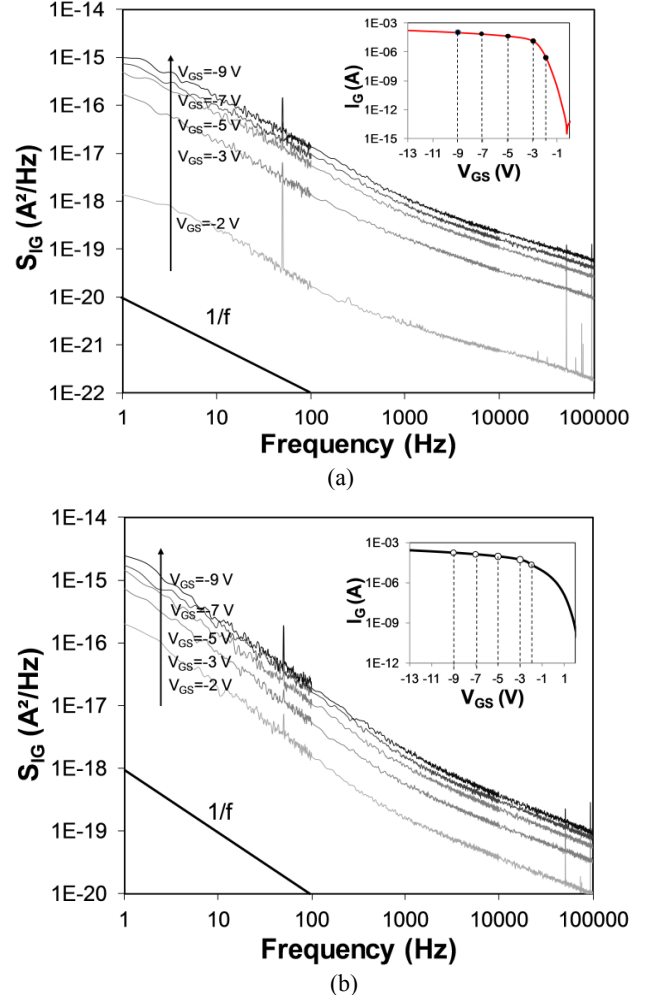 1E-14
1E-15
1E-16
1E-17
1E-18
1E-19
1E-20
1E-21
1E-22
S_IG (A²/Hz)
V_GS=-9 V
V_GS=-7 V
V_GS=-5 V
V_GS=-3 V
V_GS=-2 V
1/f
1 10 100 1000 10000 100000
Frequency (Hz)
1E-03
1E-06
1E-09
1E-12
1E-15
I_G (A)
-13 -11 -9 -7 -5 -3 -1
V_GS (V)
(a)
1E-14
1E-15
1E-16
1E-17
1E-18
1E-19
1E-20
S_IG (A²/Hz)
V_GS=-9 V
V_GS=-7 V
V_GS=-5 V
V_GS=-3 V
V_GS=-2 V
1/f
1 10 100 1000 10000 100000
Frequency (Hz)
1E-03
1E-06
1E-09
1E-12
I_G (A)
-13 -11 -9 -7 -5 -3 -1 1
V_GS (V)
(b)